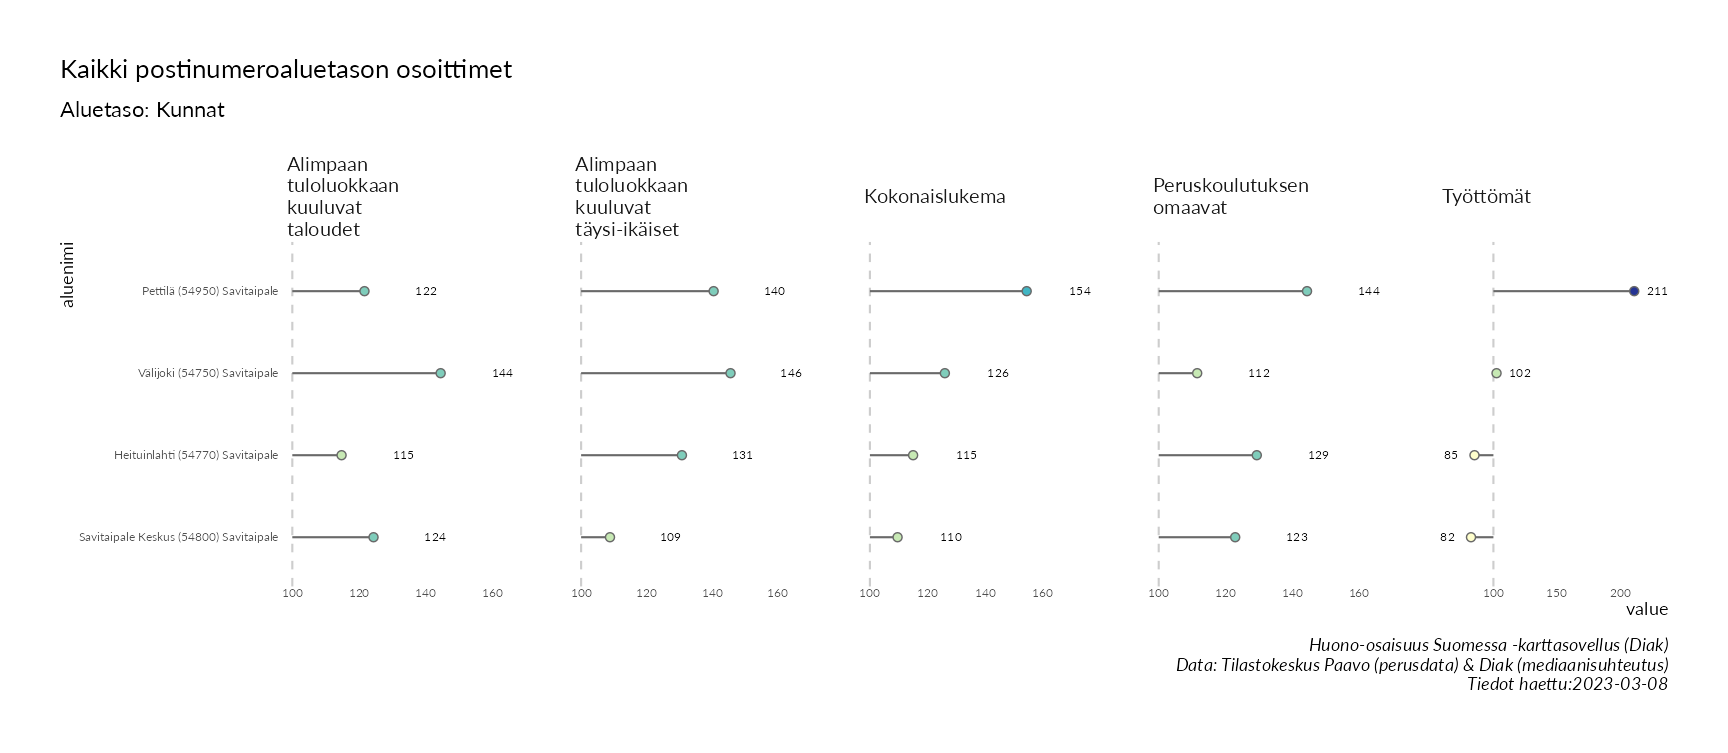 Kaikki postinumeroaluetason osoittimet
Aluetaso: Kunnat
Alimpaan
tuloluokkaan
kuuluvat
taloudet
Alimpaan
tuloluokkaan
kuuluvat
täysi-ikäiset
Kokonaislukema
Peruskoulutuksen
omaavat
Työttömät
aluenimi
Pettilä (54950) Savitaipale 122 140 154 144 211
Välijoki (54750) Savitaipale 144 146 126 112 102
Heituinlahti (54770) Savitaipale 115 131 115 129 85
Savitaipale Keskus (54800) Savitaipale 124 109 110 123 82
100 120 140 160 100 120 140 160 100 120 140 160 100 120 140 160 100 150 200
value
Huono-osaisuus Suomessa -karttasovellus (Diak)
Data: Tilastokeskus Paavo (perusdata) & Diak (mediaanisuhteutus)
Tiedot haettu:2023-03-08